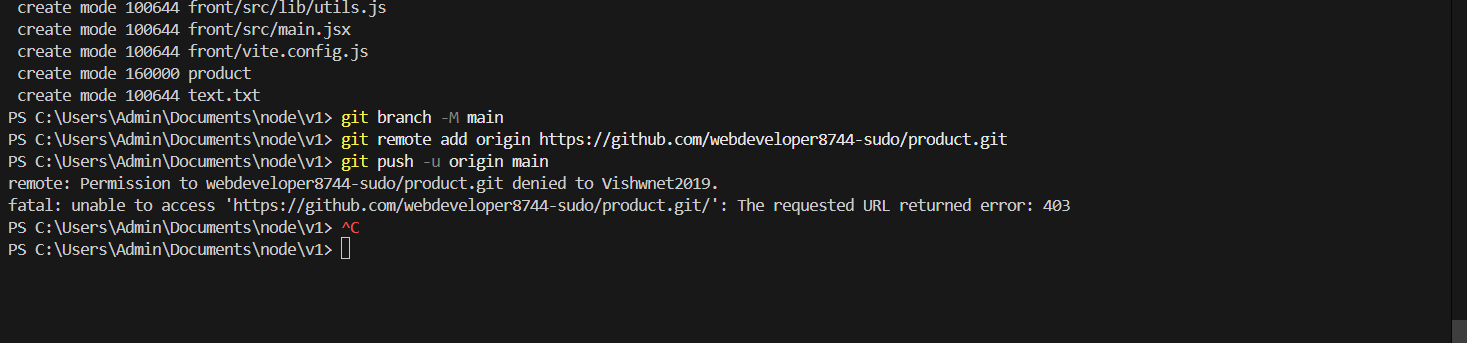 create mode 100644 front/src/lib/utils.js
create mode 100644 front/src/main.jsx
create mode 100644 front/vite.config.js
create mode 160000 product
create mode 100644 text.txt
PS C:\Users\Admin\Documents\node\v1> git branch -M main
PS C:\Users\Admin\Documents\node\v1> git remote add origin https://github.com/webdeveloper8744-sudo/product.git
PS C:\Users\Admin\Documents\node\v1> git push -u origin main
remote: Permission to webdeveloper8744-sudo/product.git denied to Vishwnet2019.
fatal: unable to access 'https://github.com/webdeveloper8744-sudo/product.git/': The requested URL returned error: 403
PS C:\Users\Admin\Documents\node\v1> ^C
PS C:\Users\Admin\Documents\node\v1>